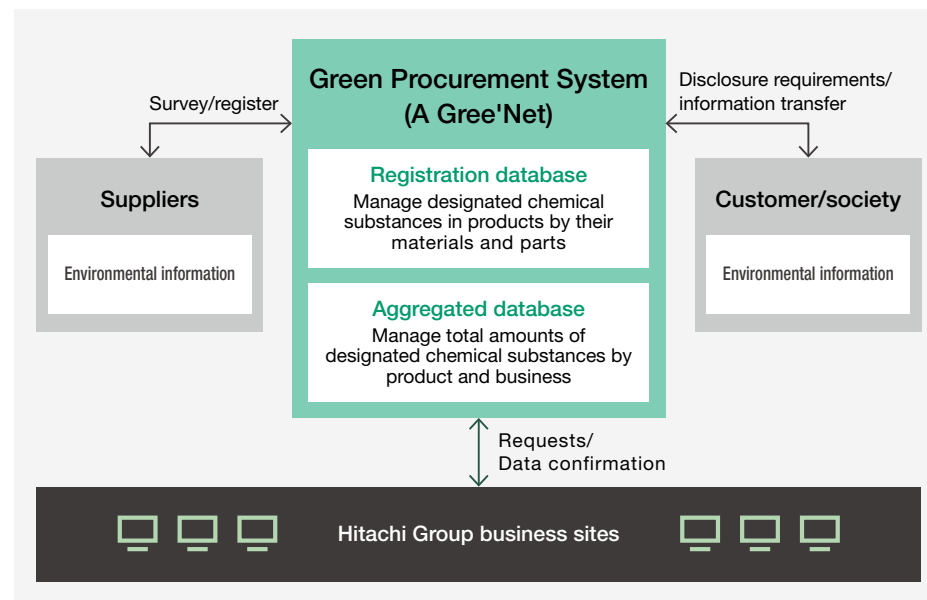 Green Procurement System
(A Gree'Net)
Survey/register
Disclosure requirements/
information transfer
Suppliers
Environmental information
Registration database
Manage designated chemical
substances in products by their
materials and parts
Aggregated database
Manage total amounts of
designated chemical substances by
product and business
Customer/society
Environmental information
Requests/
Data confirmation
Hitachi Group business sites